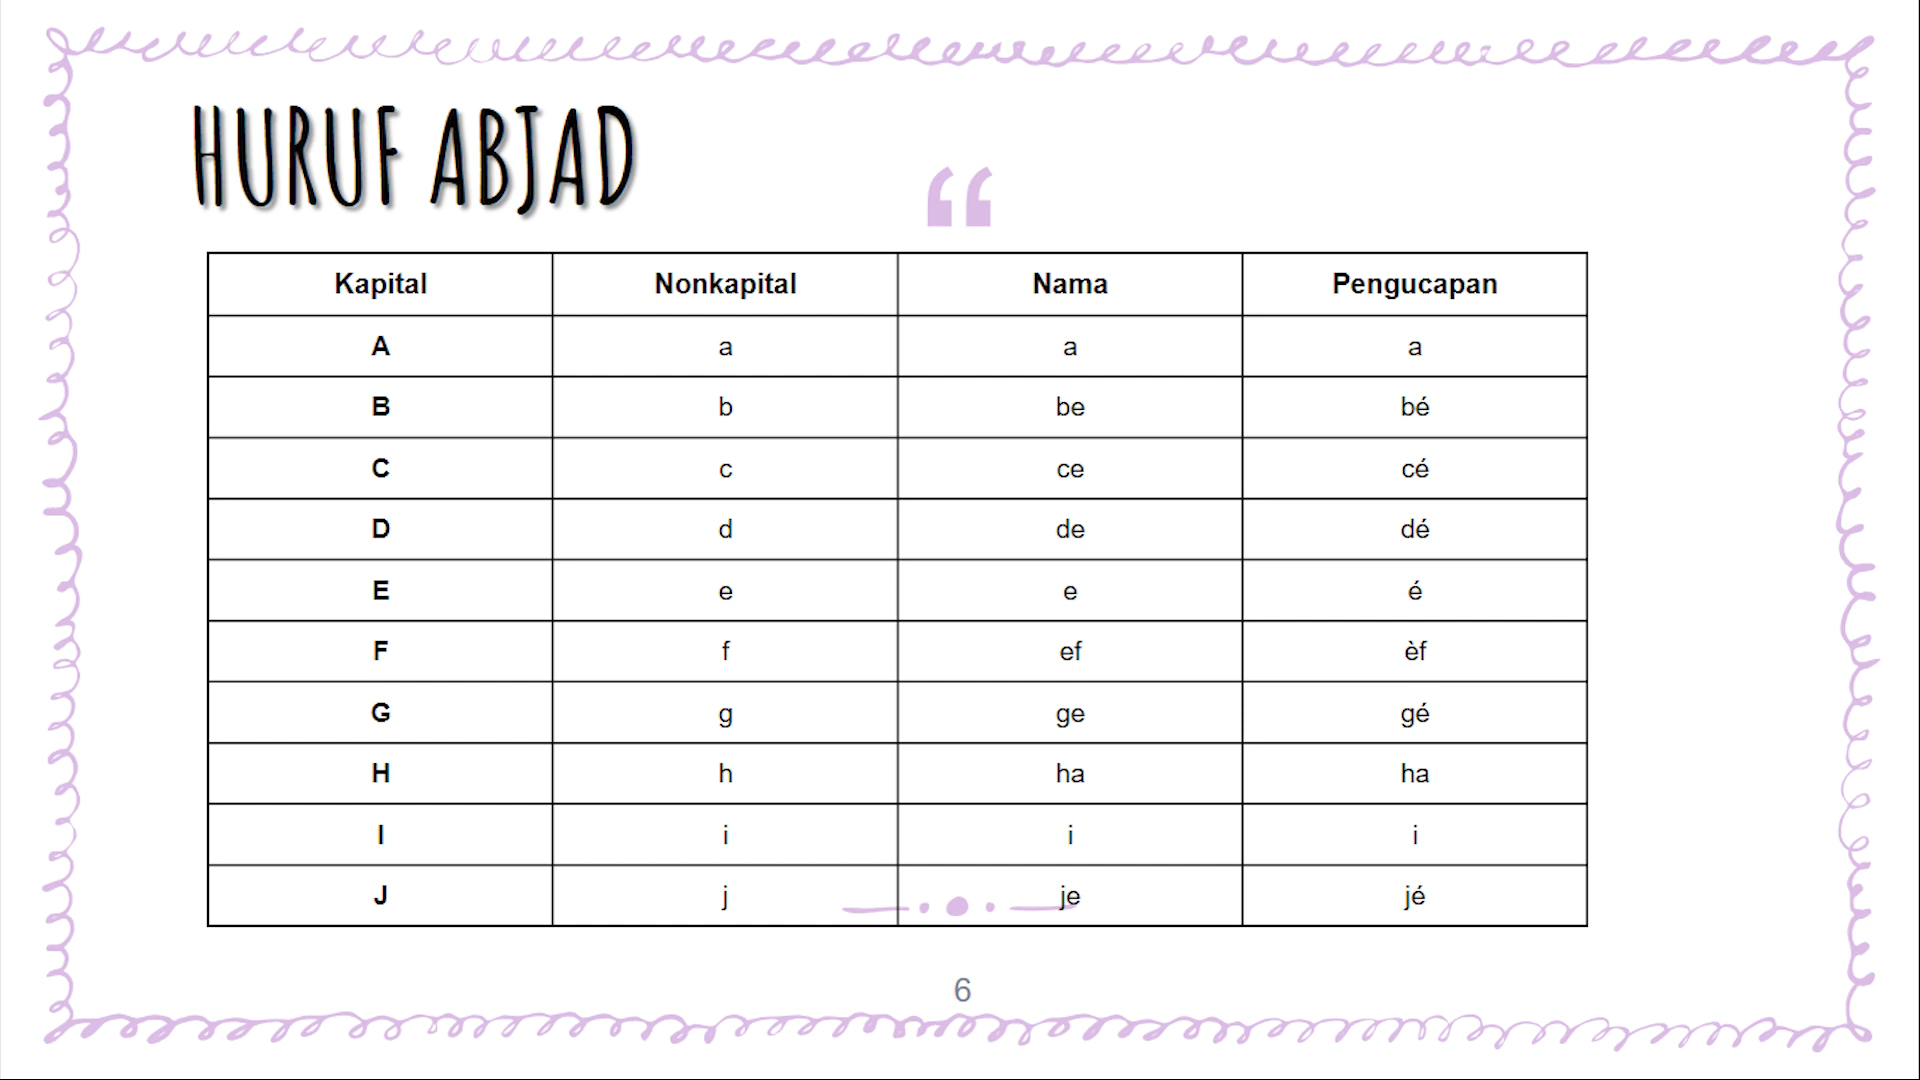 HURUF ABJAD
“
Kapital Nonkapital Nama Pengucapan
A a a a
B b be bé
C c ce cé
D d de dé
E e e é
F f ef èf
G g ge gé
H h ha ha
I i i i
J j je jé
6